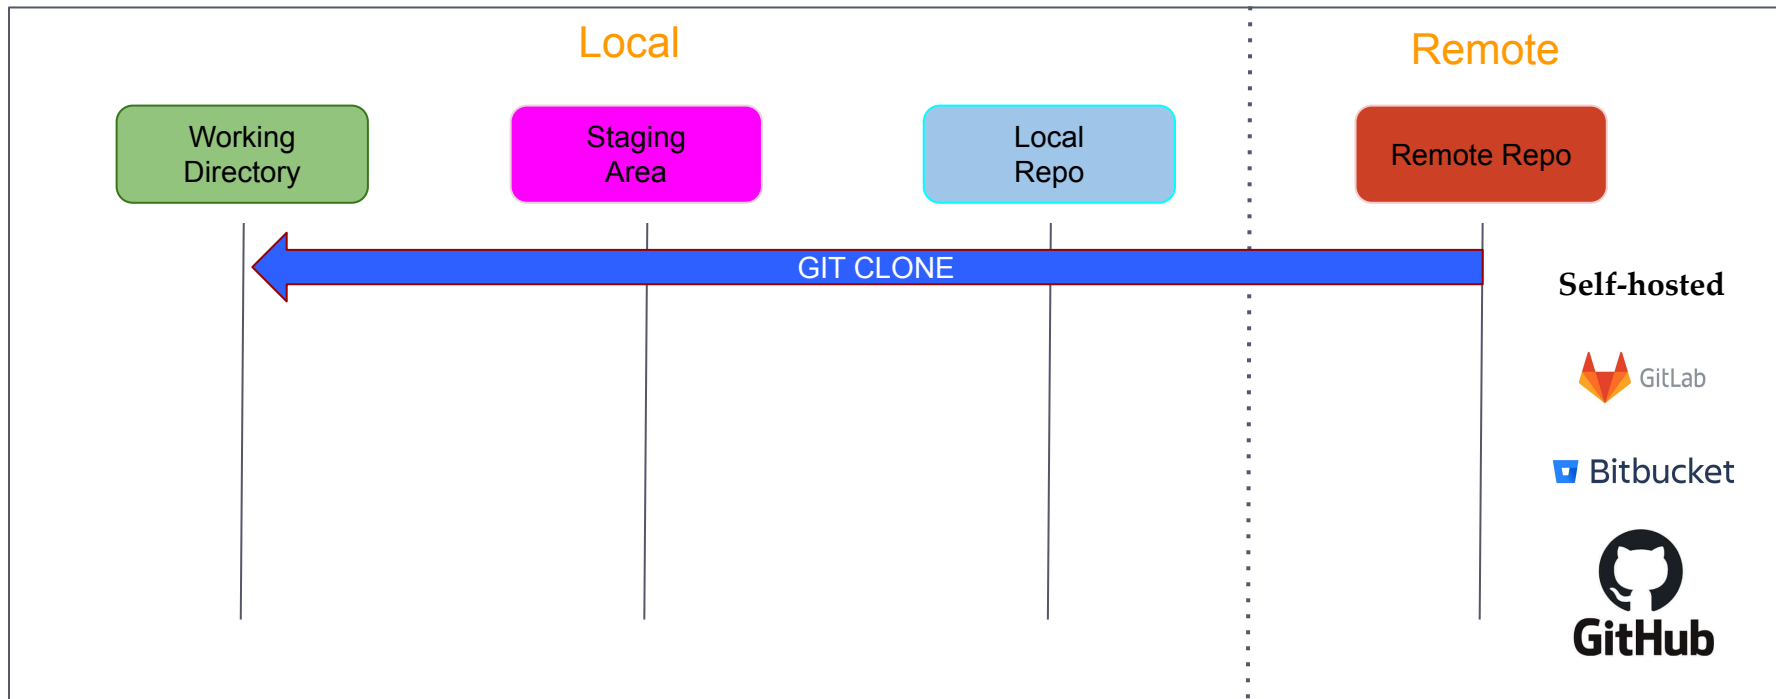 Local
Remote
Working
Directory
Staging
Area
Local
Repo
Remote Repo
GIT CLONE
Self-hosted
GitLab
Bitbucket
GitHub